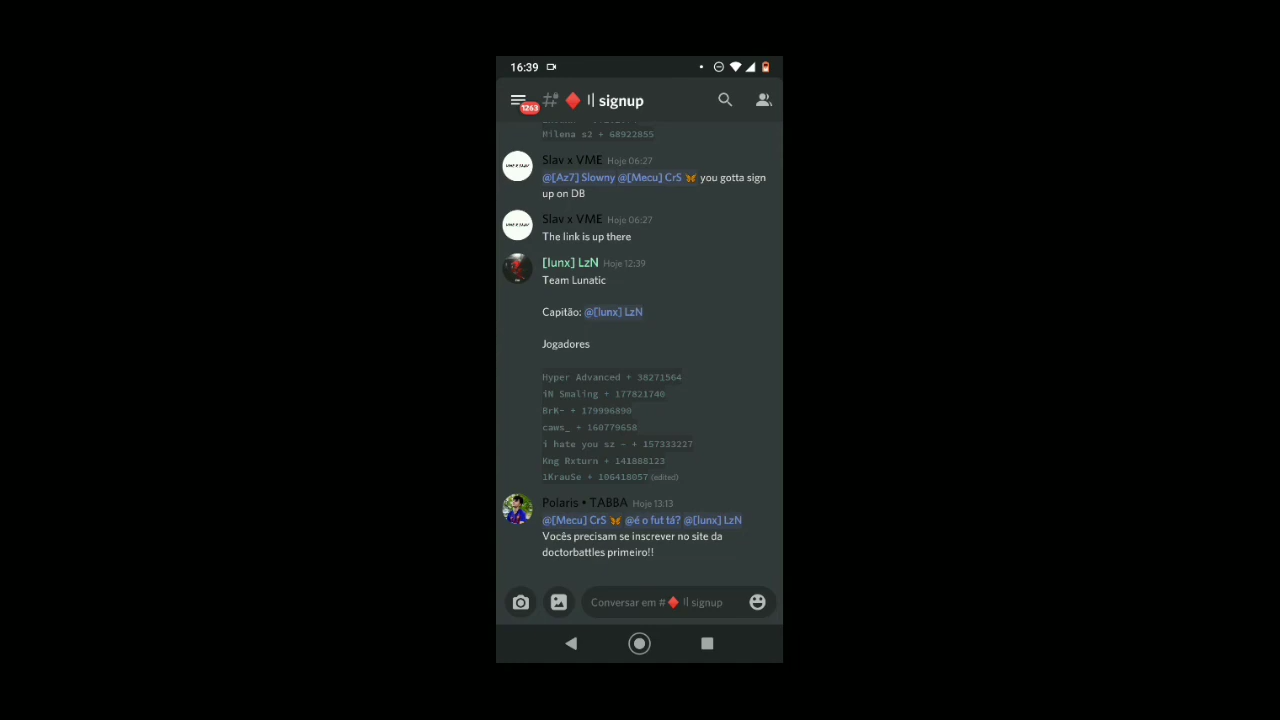 16:39
1263
signup
Milena s2 + 68922855
Slav x VME Hoje 06:27
@[Az7] Slowny @[Mecu] CrS 🦋 you gotta sign
up on DB
Slav x VME Hoje 06:27
The link is up there
[lunx] LzN Hoje 12:39
Team Lunatic
Capitão: @[lunx] LzN
Jogadores
Hyper Advanced + 38271564
iN Smaling + 177821740
BrK- + 179996890
caws_ + 160779658
i hate you sz - + 157333227
Kng Rxturn + 141888123
1KrauSe + 106418057 (edited)
Polaris • TABBA Hoje 13:13
@[Mecu] CrS 🦋 @é o fut tá? @[lunx] LzN
Vocês precisam se inscrever no site da
doctorbattles primeiro!!
Conversar em #♦️ 〢signup